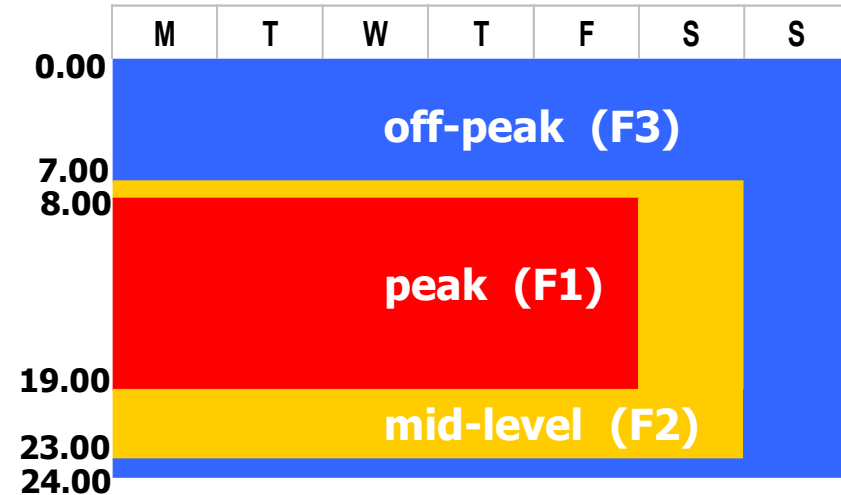 M T W T F S S
0.00
off-peak (F3)
7.00
8.00
peak (F1)
19.00
mid-level (F2)
23.00
24.00